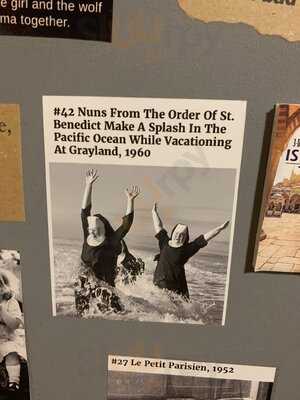 e girl and the wolf
ma together.
#42 Nuns From The Order Of St.
Benedict Make A Splash In The
Pacific Ocean While Vacationing
At Grayland, 1960
e,
IS
#27 Le Petit Parisien, 1952